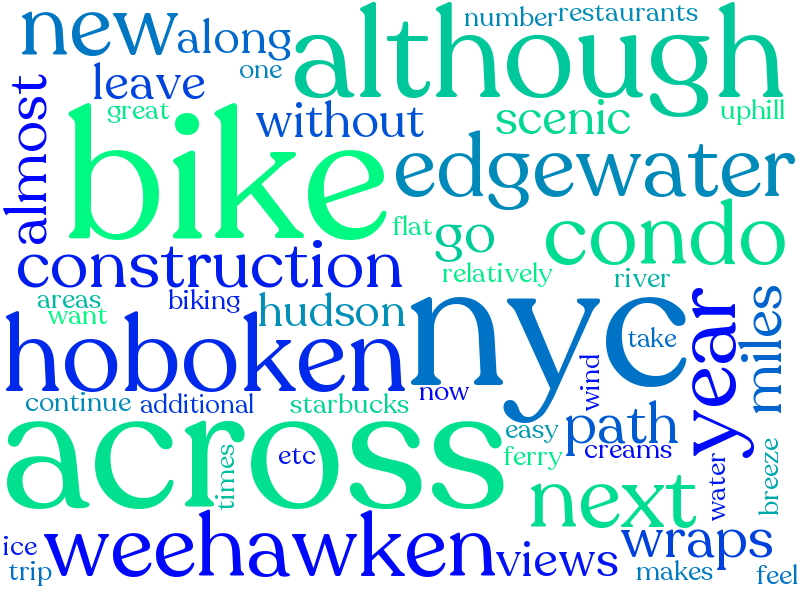 new
along
number
restaurants
although
one
leave
great
without
scenic
uphill
almost
bike
edgewater
flat
go
condo
construction
relatively
river
areas
biking
want
hudson
nyc
take
year
miles
hoboken
now
wind
continue
additional
starbucks
across
easy
path
creams
etc
ferry
times
next
water
breeze
ice
weehawken
views
wraps
trip
makes
feel